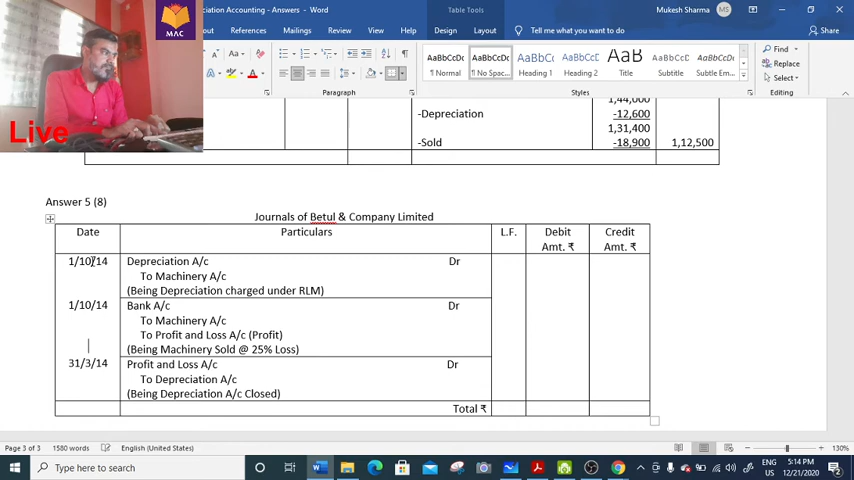 MAC
Live
ociation Accounting - Answers - Word
Table Tools
Mukesh Sharma
MS
out
References
Mailings
Review
View
Help
Design
Layout
Tell me what you want to do
Share
Aa
Paragraph
AaBbCcDc
AaBbCcDc
AaBbCc
AaBbCcC
AaB
AaBbCcD
AaBbCcDc
¶ Normal
¶ No Spac...
Heading 1
Heading 2
Title
Subtitle
Subtle Em...
Styles
Find
Replace
Select
Editing
1,44,000
-Depreciation
-12,600
1,31,400
-Sold
-18,900
1,12,500
Answer 5 (8)
Journals of Betul & Company Limited
Date
Particulars
L.F.
Debit Amt. ₹
Credit Amt. ₹
1/10/14
Depreciation A/c Dr
To Machinery A/c
(Being Depreciation charged under RLM)
1/10/14
Bank A/c Dr
To Machinery A/c
To Profit and Loss A/c (Profit)
(Being Machinery Sold @ 25% Loss)
31/3/14
Profit and Loss A/c Dr
To Depreciation A/c
(Being Depreciation A/c Closed)
Total ₹
Page 3 of 3
1580 words
English (United States)
130%
Type here to search
ENG
US
5:14 PM
12/21/2020
2